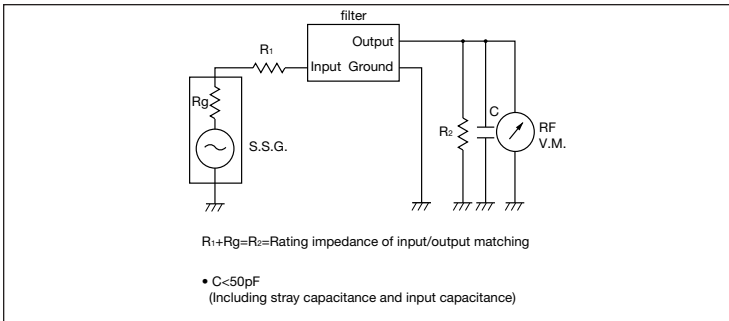 filter
Output
R₁
Input Ground
Rg
S.S.G.
R₂
C
RF
V.M.
R₁+Rg=R₂=Rating impedance of input/output matching
• C<50pF
(Including stray capacitance and input capacitance)